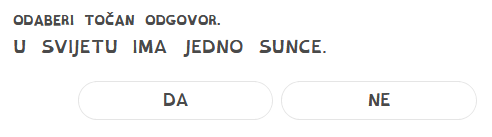 ODABERI TOČAN ODGOVOR.
U SVIJETU IMA JEDNO SUNCE.
DA
NE